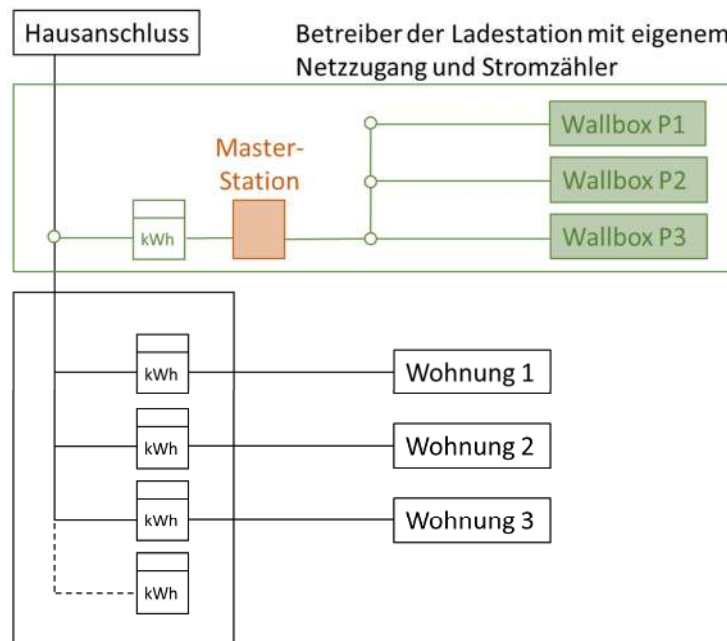 Hausanschluss
Betreiber der Ladestation mit eigenem
Netzzugang und Stromzähler
Wallbox P1
Master-
Station
Wallbox P2
kWh
Wallbox P3
kWh
Wohnung 1
kWh
Wohnung 2
kWh
Wohnung 3
kWh